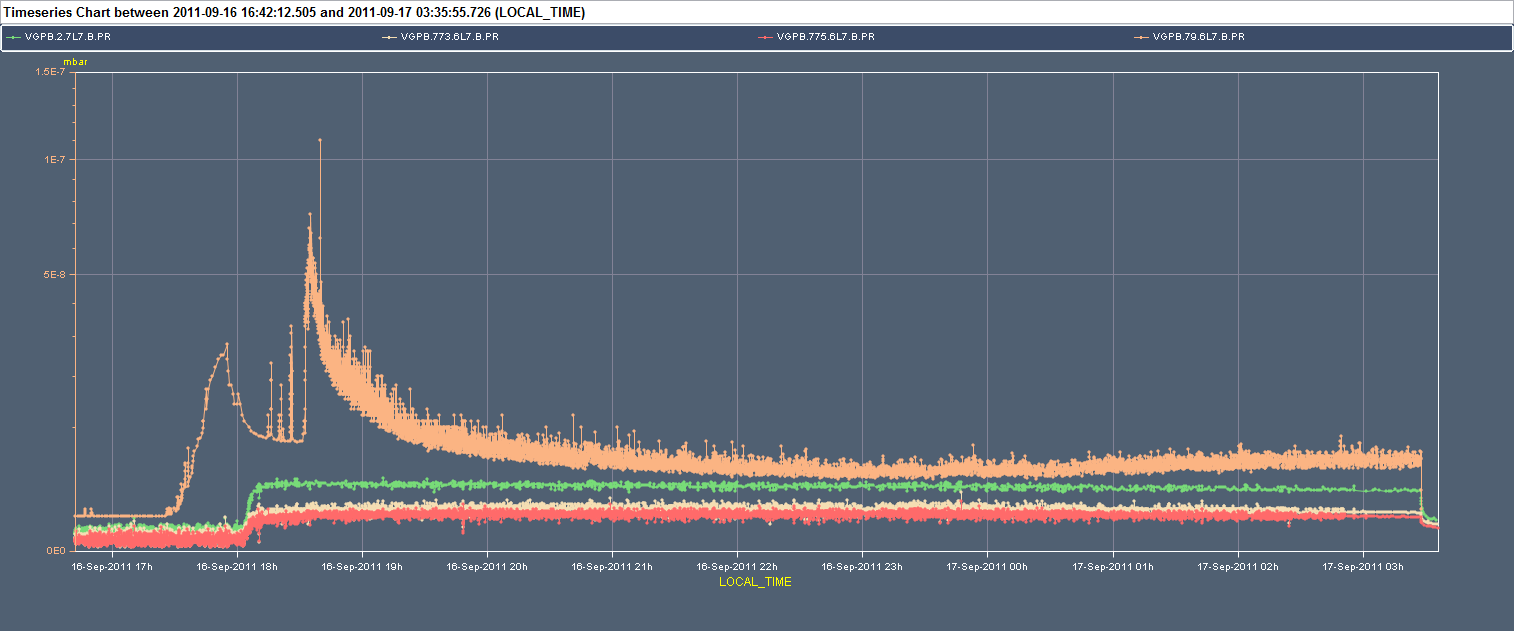 Timeseries Chart between 2011-09-16 16:42:12.505 and 2011-09-17 03:35:55.726 (LOCAL_TIME)
VGPB.2.7L7.B.PR VGPB.773.6L7.B.PR VGPB.775.6L7.B.PR VGPB.79.6L7.B.PR
mbar
1.5E-7
1E-7
5E-8
0E0
16-Sep-2011 17h 16-Sep-2011 18h 16-Sep-2011 19h 16-Sep-2011 20h 16-Sep-2011 21h 16-Sep-2011 22h 16-Sep-2011 23h 17-Sep-2011 00h 17-Sep-2011 01h 17-Sep-2011 02h 17-Sep-2011 03h
LOCAL_TIME